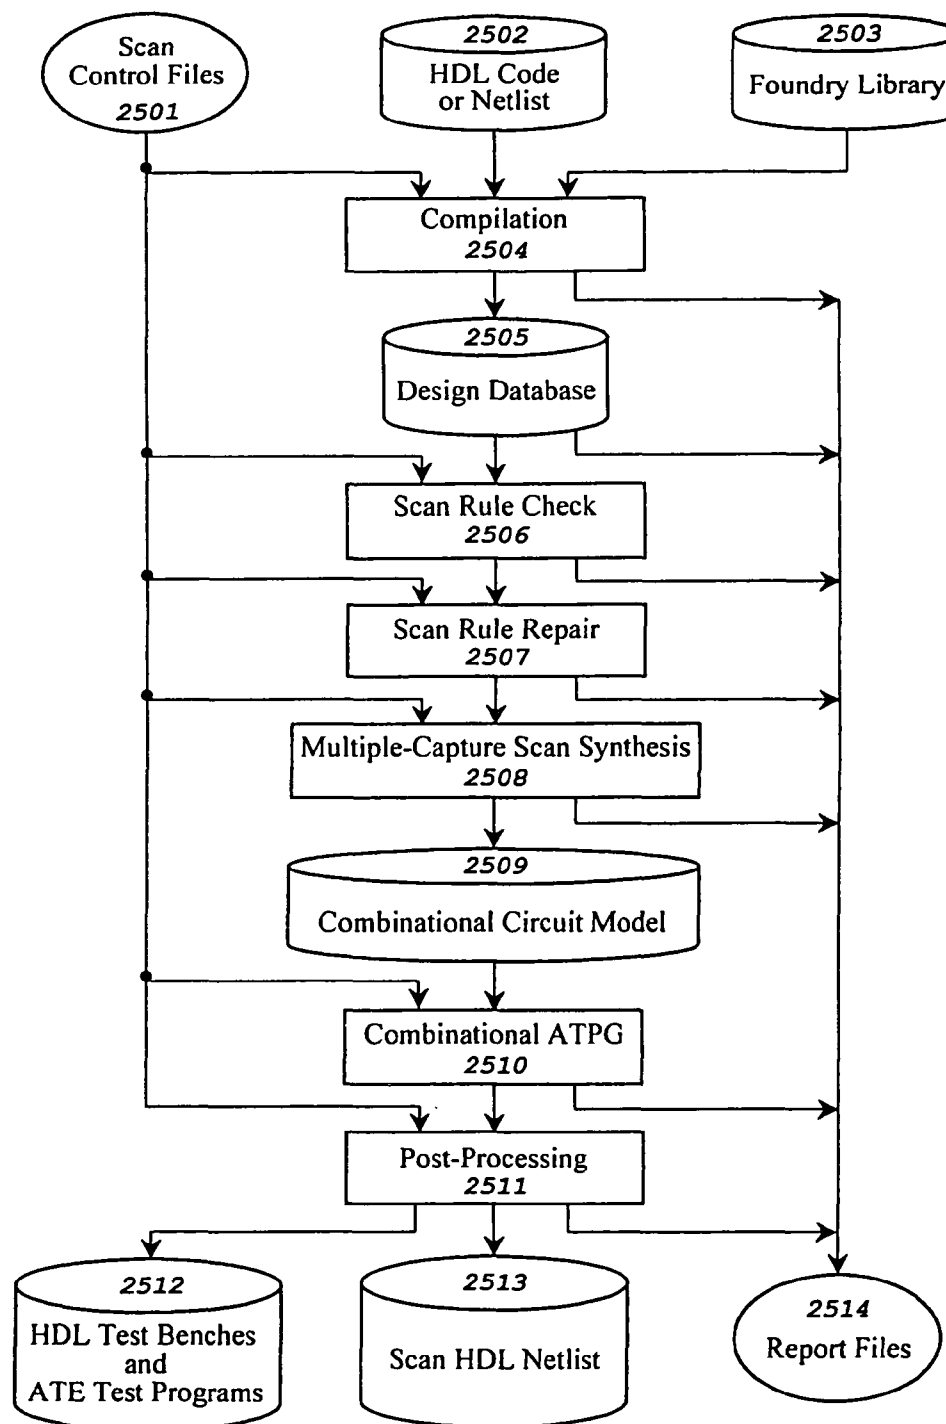 Scan
Control Files
2501
2502
HDL Code
or Netlist
2503
Foundry Library
Compilation
2504
2505
Design Database
Scan Rule Check
2506
Scan Rule Repair
2507
Multiple-Capture Scan Synthesis
2508
2509
Combinational Circuit Model
Combinational ATPG
2510
Post-Processing
2511
2512
HDL Test Benches
and
ATE Test Programs
2513
Scan HDL Netlist
2514
Report Files